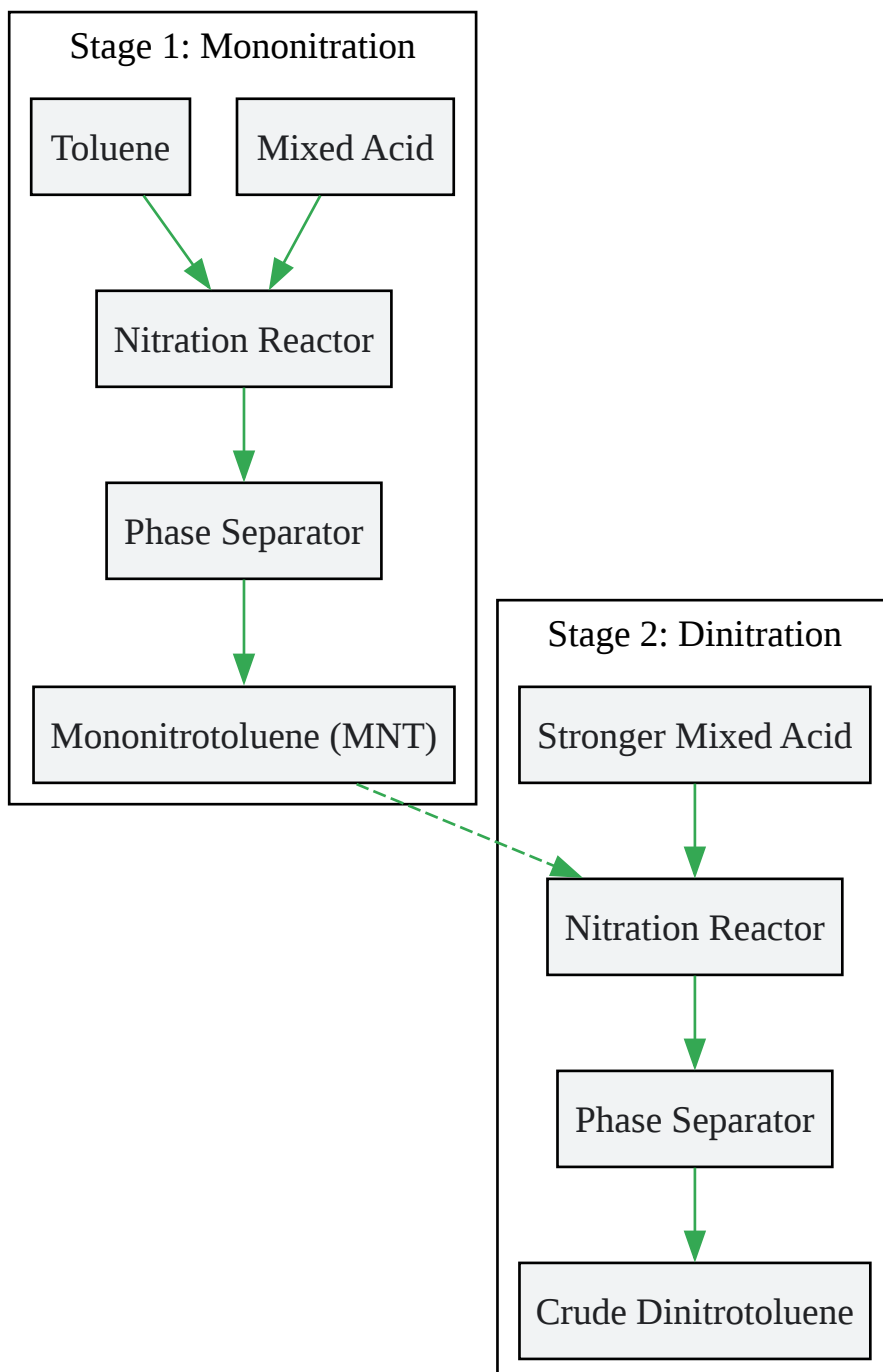 Stage 1: Mononitration
Toluene
Mixed Acid
Nitration Reactor
Phase Separator
Mononitrotoluene (MNT)
Stage 2: Dinitration
Stronger Mixed Acid
Nitration Reactor
Phase Separator
Crude Dinitrotoluene